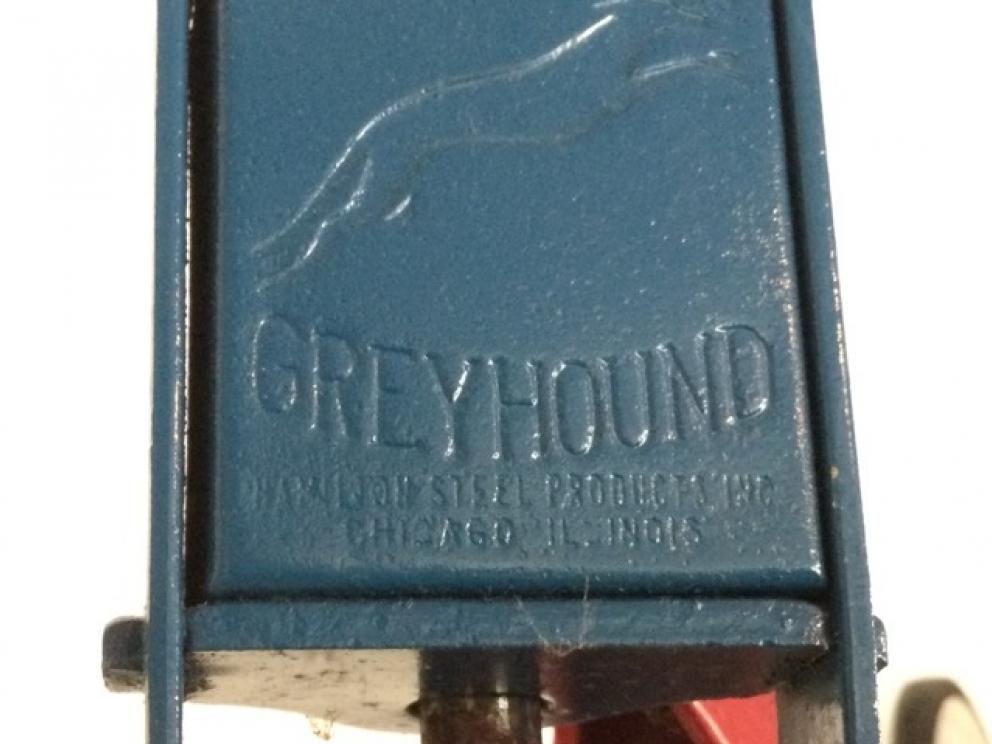 GREYHOUND
HAMILTON STEEL PRODUCTS INC
CHICAGO, ILLINOIS